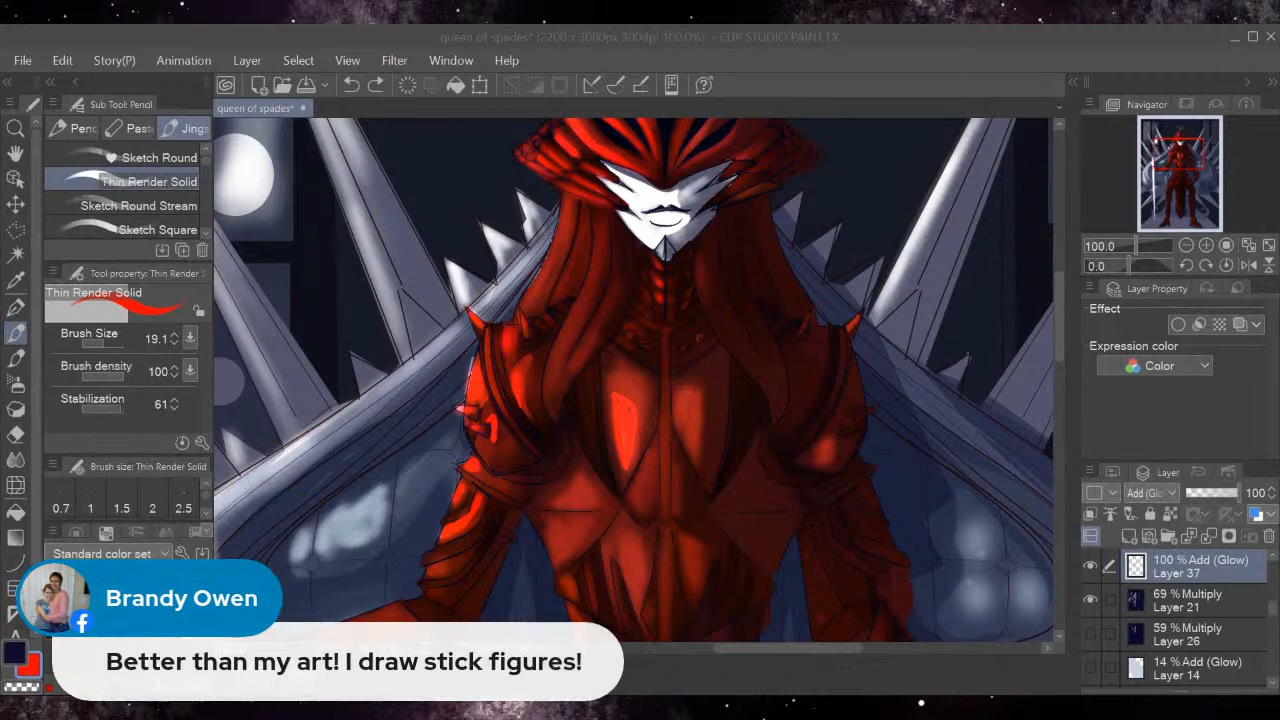 queen of spades* (2200 x 3000px 300dpi 100.0%) - CLIP STUDIO PAINT EX
File Edit Story(P) Animation Layer Select View Filter Window Help
queen of spades*
Sub Tool: Pencil
Penc Past Jings
Sketch Round
Thin Render Solid
Sketch Round Stream
Sketch Square
Tool property: Thin Render S
Thin Render Solid
Brush Size 19.1
Brush density 100
Stabilization 61
Brush size: Thin Render Solid
0.7 1 1.5 2 2.5
Standard color set
Navigator
100.0
0.0
Layer Property
Effect
Expression color
Color
Layer
Add (Glo 100
100 % Add (Glow)
Layer 37
69 % Multiply
Layer 21
59 % Multiply
Layer 26
14 % Add (Glow)
Layer 14
Brandy Owen
Better than my art! I draw stick figures!